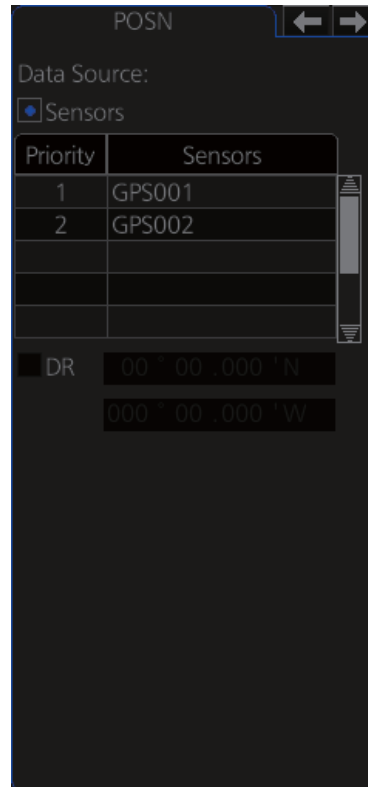 POSN
Data Source:
Sensors
Priority Sensors
1 GPS001
2 GPS002
DR 00 ° 00 .000 'N
000 ° 00 .000 'W